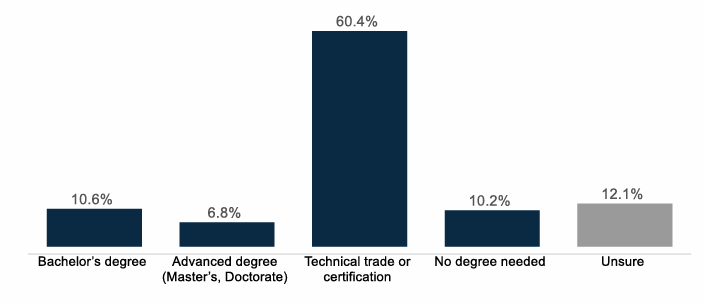 60.4%
10.6%
6.8%
10.2%
12.1%
Bachelor's degree
Advanced degree
(Master's, Doctorate)
Technical trade or
certification
No degree needed
Unsure